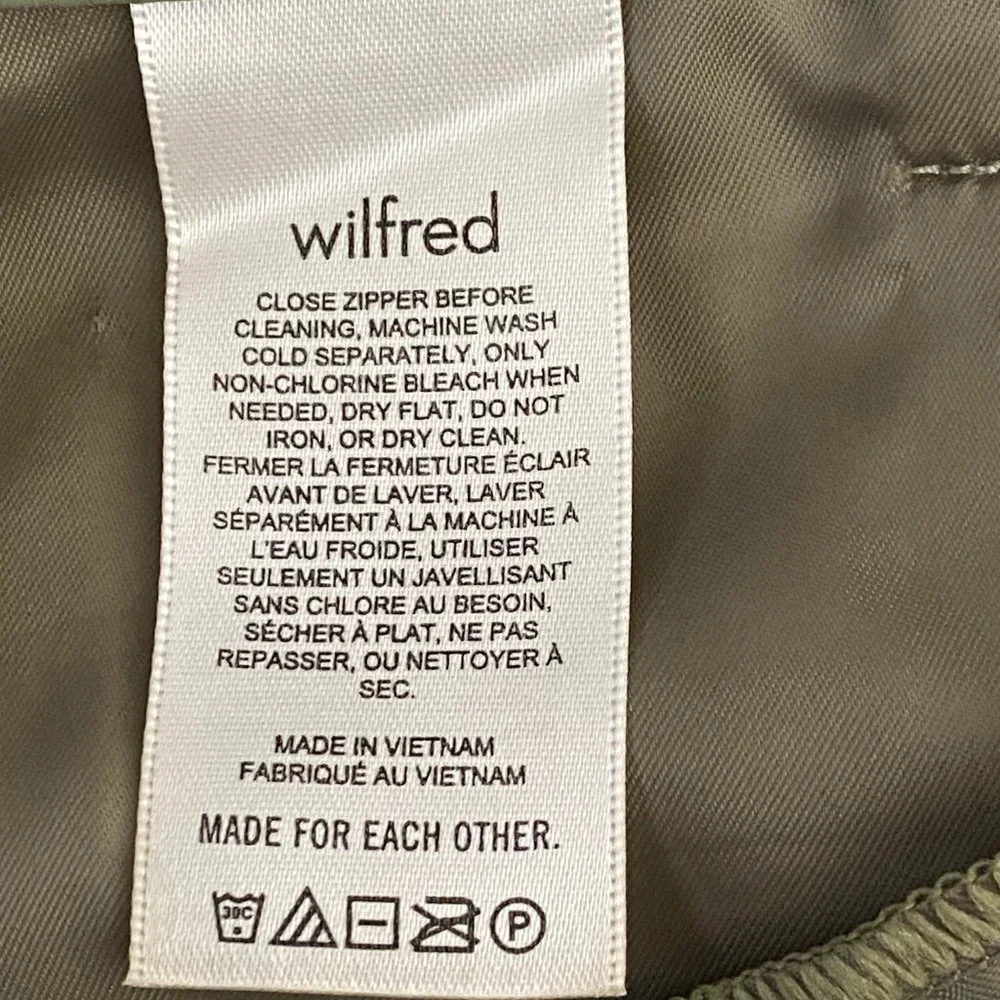 wilfred
CLOSE ZIPPER BEFORE
CLEANING, MACHINE WASH
COLD SEPARATELY, ONLY
NON-CHLORINE BLEACH WHEN
NEEDED, DRY FLAT, DO NOT
IRON, OR DRY CLEAN.
FERMER LA FERMETURE ÉCLAIR
AVANT DE LAVER, LAVER
SÉPARÉMENT À LA MACHINE À
L'EAU FROIDE, UTILISER
SEULEMENT UN JAVELLISANT
SANS CHLORE AU BESOIN,
SÉCHER À PLAT, NE PAS
REPASSER, OU NETTOYER À
SEC.
MADE IN VIETNAM
FABRIQUÉ AU VIETNAM
MADE FOR EACH OTHER.
30C P